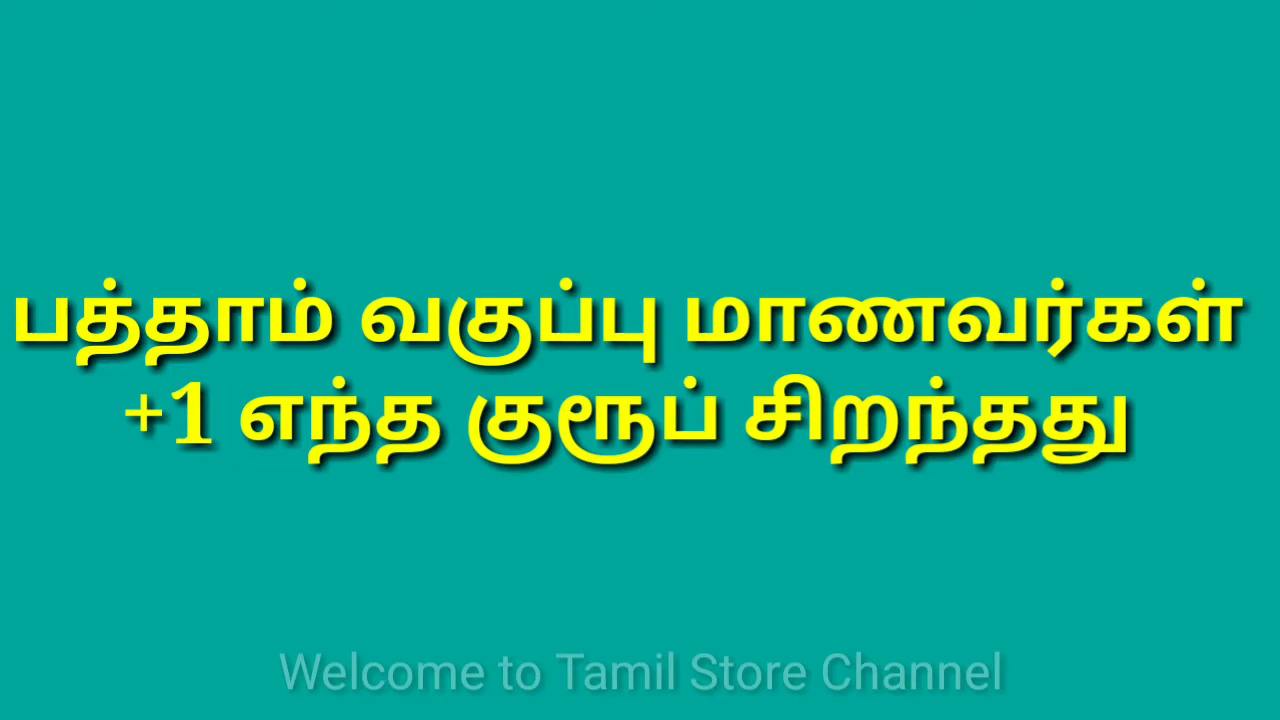 பத்தாம் வகுப்பு மாணவர்கள்
+1 எந்த குரூப் சிறந்தது
Welcome to Tamil Store Channel